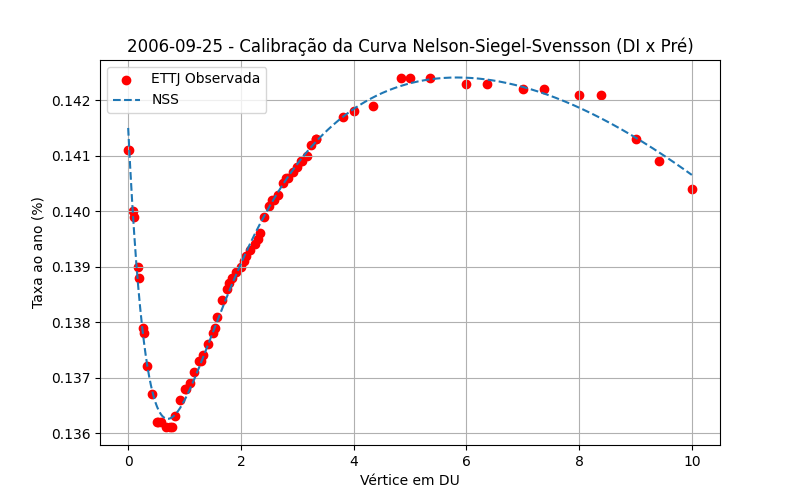 2006-09-25 - Calibração da Curva Nelson-Siegel-Svensson (DI x Pré)
ETTJ Observada
NSS
Taxa ao ano (%)
0.142
0.141
0.140
0.139
0.138
0.137
0.136
0 2 4 6 8 10
Vértice em DU